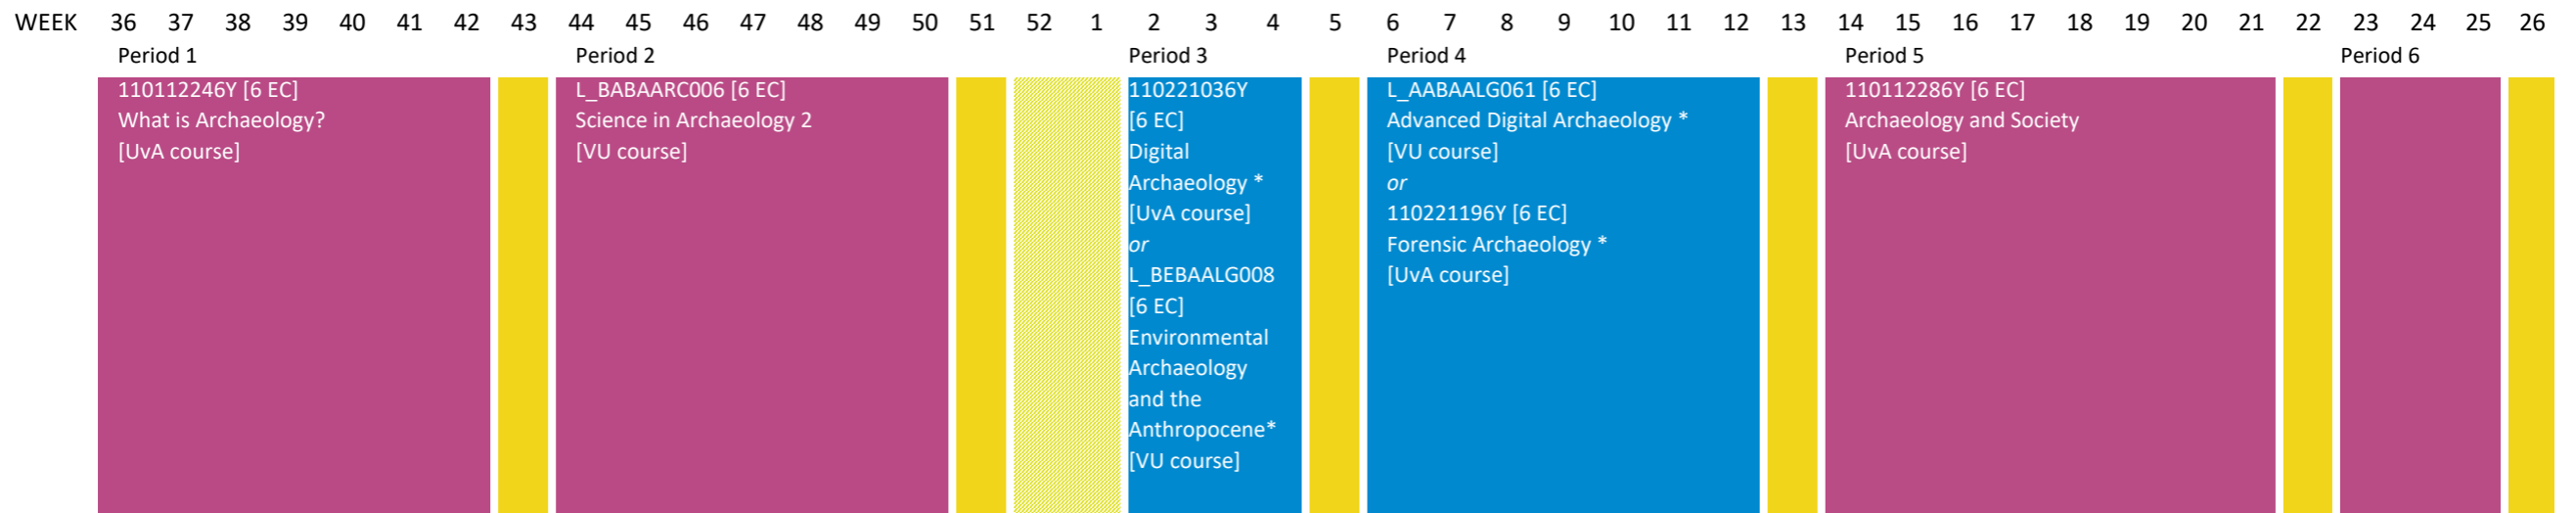 WEEK 36 37 38 39 40 41 42 43 44 45 46 47 48 49 50 51 52 1 2 3 4 5 6 7 8 9 10 11 12 13 14 15 16 17 18 19 20 21 22 23 24 25 26
Period 1 Period 2 Period 3 Period 4 Period 5 Period 6
110112246Y [6 EC]
What is Archaeology?
[UvA course]
L_BABAARC006 [6 EC]
Science in Archaeology 2
[VU course]
110221036Y
[6 EC]
Digital
Archaeology *
[UvA course]
or
L_BEBAALG008
[6 EC]
Environmental
Archaeology
and the
Anthropocene*
[VU course]
L_AABAALG061 [6 EC]
Advanced Digital Archaeology *
[VU course]
or
110221196Y [6 EC]
Forensic Archaeology *
[UvA course]
110112286Y [6 EC]
Archaeology and Society
[UvA course]